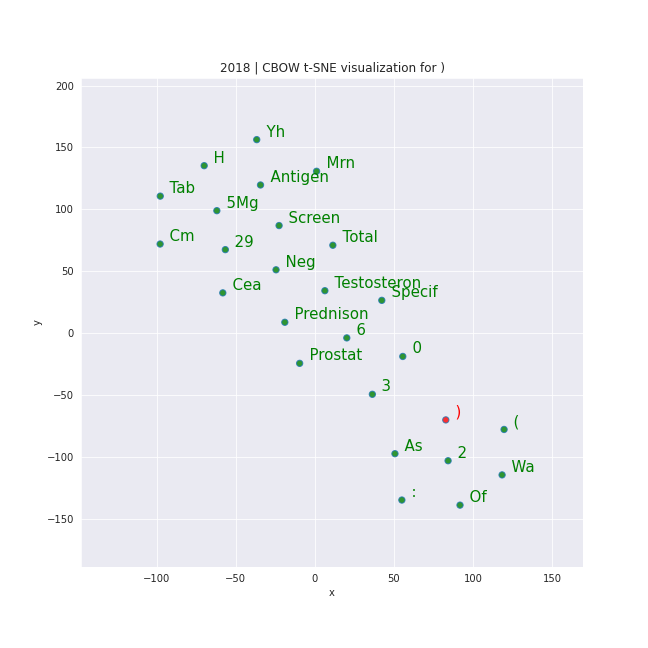 2018 | CBOW t-SNE visualization for )
200
150
100
50
0
−50
−100
−150
y
−100
−50
0
50
100
150
x
Yh
H
Mrn
Antigen
Tab
5Mg
Screen
Cm
29
Total
Neg
Cea
Testosteron
Specif
Prednison
6
Prostat
0
3
)
(
As
2
Wa
:
Of